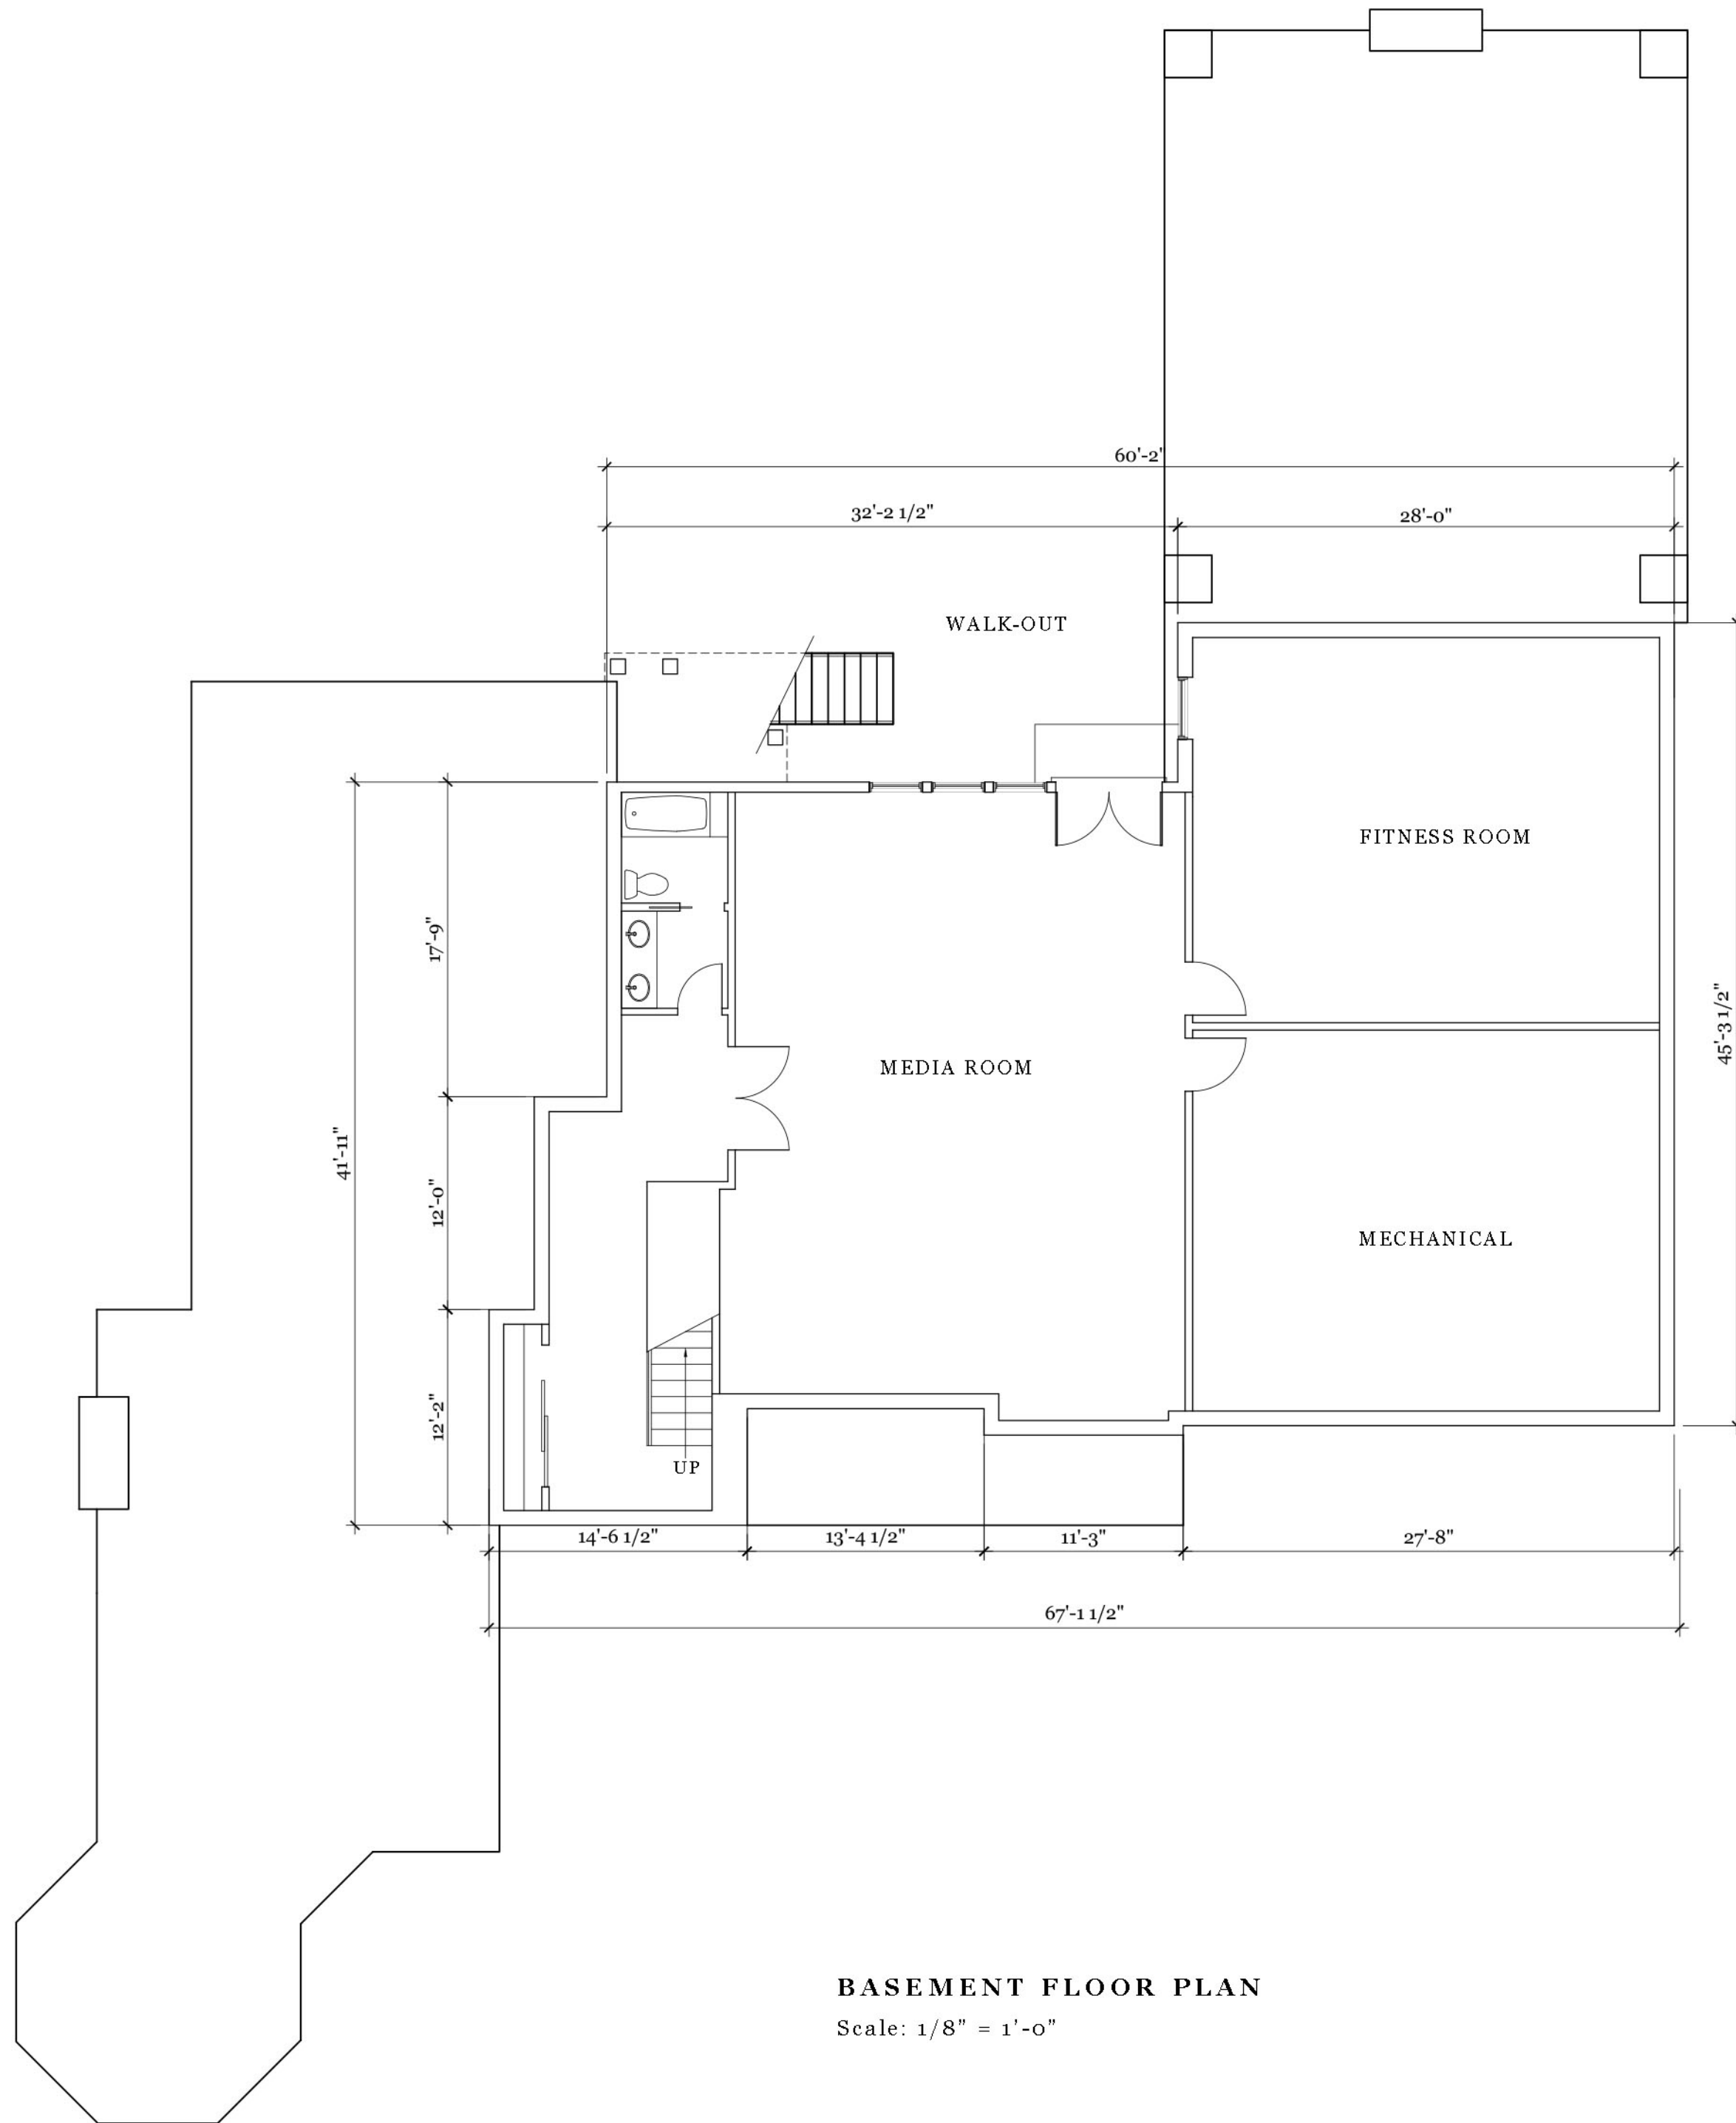 60'-2"
32'-2 1/2"
28'-0"
WALK-OUT
FITNESS ROOM
17'-9"
45'-3 1/2"
MEDIA ROOM
41'-11"
12'-0"
MECHANICAL
12'-2"
UP
14'-6 1/2"
13'-4 1/2"
11'-3"
27'-8"
67'-1 1/2"
BASEMENT FLOOR PLAN
Scale: 1/8" = 1'-0"